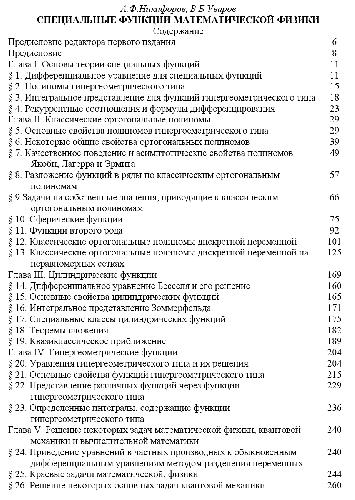 А.Ф.Никифоров, В.Б.Уваров
СПЕЦИАЛЬНЫЕ ФУНКЦИИ МАТЕМАТИЧЕСКОЙ ФИЗИКИ
Содержание
Предисловие редактора первого издания 6
Предисловие 8
Глава I. Основы теории специальных функций 11
§ 1. Дифференциальное уравнение для специальных функций 11
§ 2. Полиномы гипергеометрического типа 15
§ 3. Интегральное представление для функций гипергеометрического типа 18
§ 4. Рекуррентные соотношения и формулы дифференцирования 23
Глава II. Классические ортогональные полиномы 29
§ 5. Основные свойства полиномов гипергеометрического типа 29
§ 6. Некоторые общие свойства ортогональных полиномов 39
§ 7. Качественное поведение и асимптотические свойства полиномов 49
Якоби, Лагерра и Эрмита
§ 8. Разложение функций в ряды по классическим ортогональным 57
полиномам
§ 9 Задачи на собственные значения, приводящие к классическим 66
ортогональным полиномам
§ 10. Сферические функции 75
§ 11. Функции второго рода 92
§ 12. Классические ортогональные полиномы дискретной переменной 101
§ 13. Классические ортогональные полиномы дискретной переменной на 125
неравномерных сетках
Глава III. Цилиндрические функции 169
§ 14. Дифференциальное уравнение Бесселя и его решение 160
§ 15. Основные свойства цилиндрических функций 165
§ 16. Интегральное представление Зоммерфельда 171
§ 17. Специальные классы цилиндрических функций 175
§ 18. Теоремы сложения 182
§ 19. Квазиклассическое приближение 189
Глава IV. Гипергеометрические функции 204
§ 20. Уравнения гипергеометрического типа и их решения 204
§ 21. Основные свойства функций гипергеометрического типа 215
§ 22. Представление различных функций через функции 229
гипергеометрического типа
§ 23. Определенные интегралы, содержащие функции 236
гипергеометрического типа
Глава V. Решение некоторых задач математической физики, квантовой 240
механики и вычислительной математики
§ 24. Приведение уравнений в частных производных к обыкновенным 240
дифференциальным уравнениям методом разделения переменных
§ 25. Краевые задачи математической физики 244
§ 26. Решение некоторых основных задач квантовой механики 260